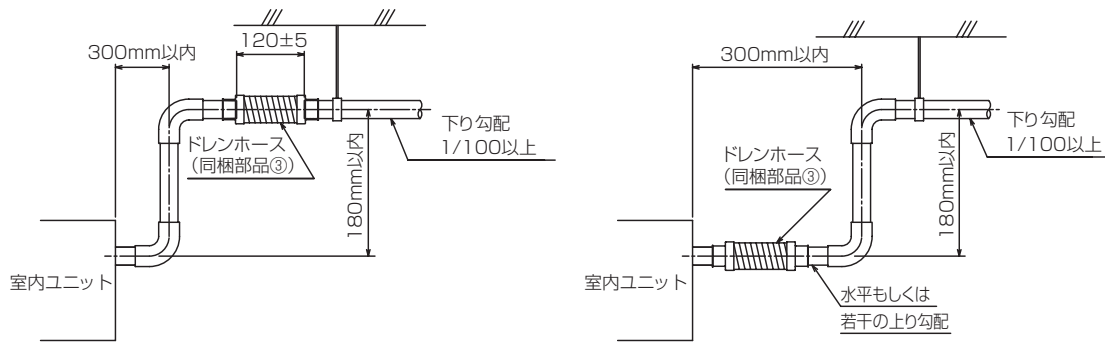 300mm以内
120±5
ドレンホース
（同梱部品③）
下り勾配
1/100以上
180mm以内
室内ユニット
300mm以内
ドレンホース
（同梱部品③）
下り勾配
1/100以上
180mm以内
室内ユニット
水平もしくは
若干の上り勾配